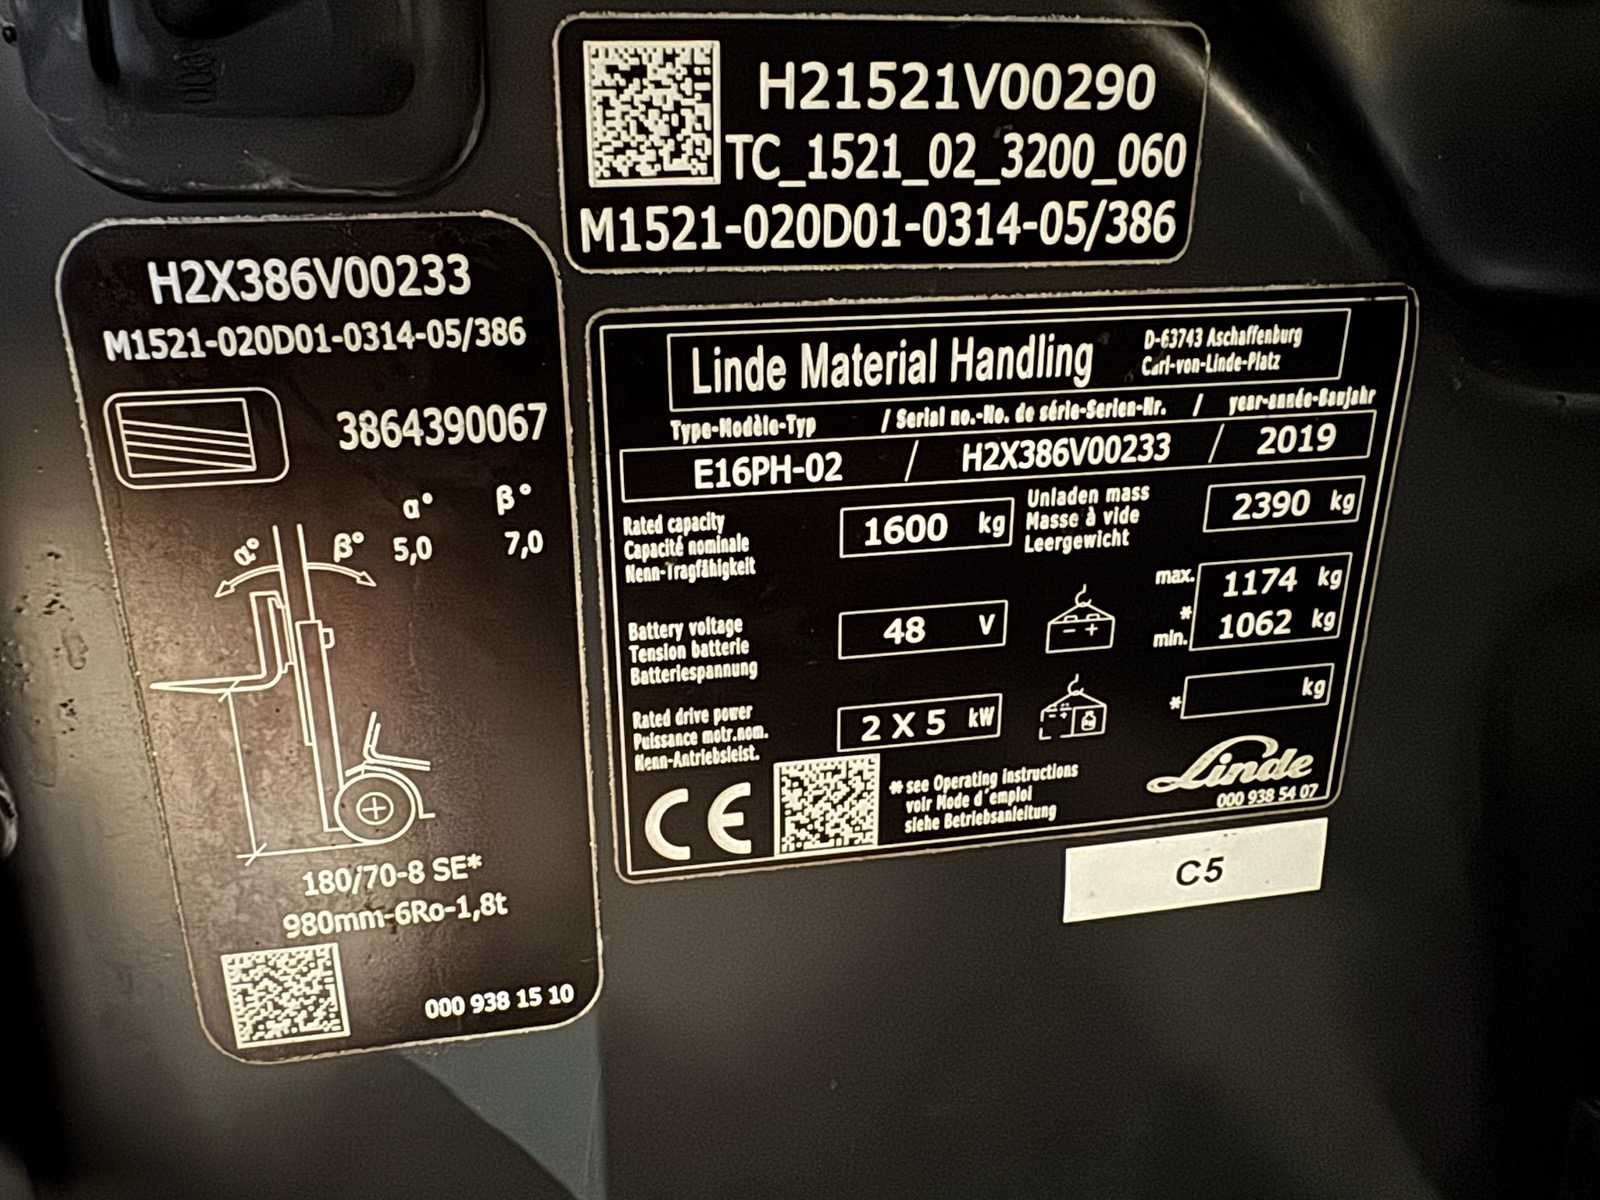 H21521V00290
TC_1521_02_3200_060
M1521-020D01-0314-05/386
H2X386V00233
M1521-020D01-0314-05/386
3864390067
α° β°
α° β° 5,0 7,0
180/70-8 SE*
980mm-6Ro-1,8t
000 938 15 10
Linde Material Handling
D-63743 Aschaffenburg
Carl-von-Linde-Platz
Type-Modèle-Typ / Serial no.-No. de série-Serien-Nr. / year-année-Baujahr
E16PH-02 / H2X386V00233 / 2019
Rated capacity
Capacité nominale
Nenn-Tragfähigkeit
1600 kg
Unladen mass
Masse à vide
Leergewicht
2390 kg
Battery voltage
Tension batterie
Batteriespannung
48 V
- +
max. 1174 kg
*
min. 1062 kg
Rated drive power
Puissance motr.nom.
Nenn-Antriebsleist.
2 X 5 kW
* kg
CE
* see Operating instructions
voir Mode d'emploi
siehe Betriebsanleitung
Linde
000 938 54 07
C5